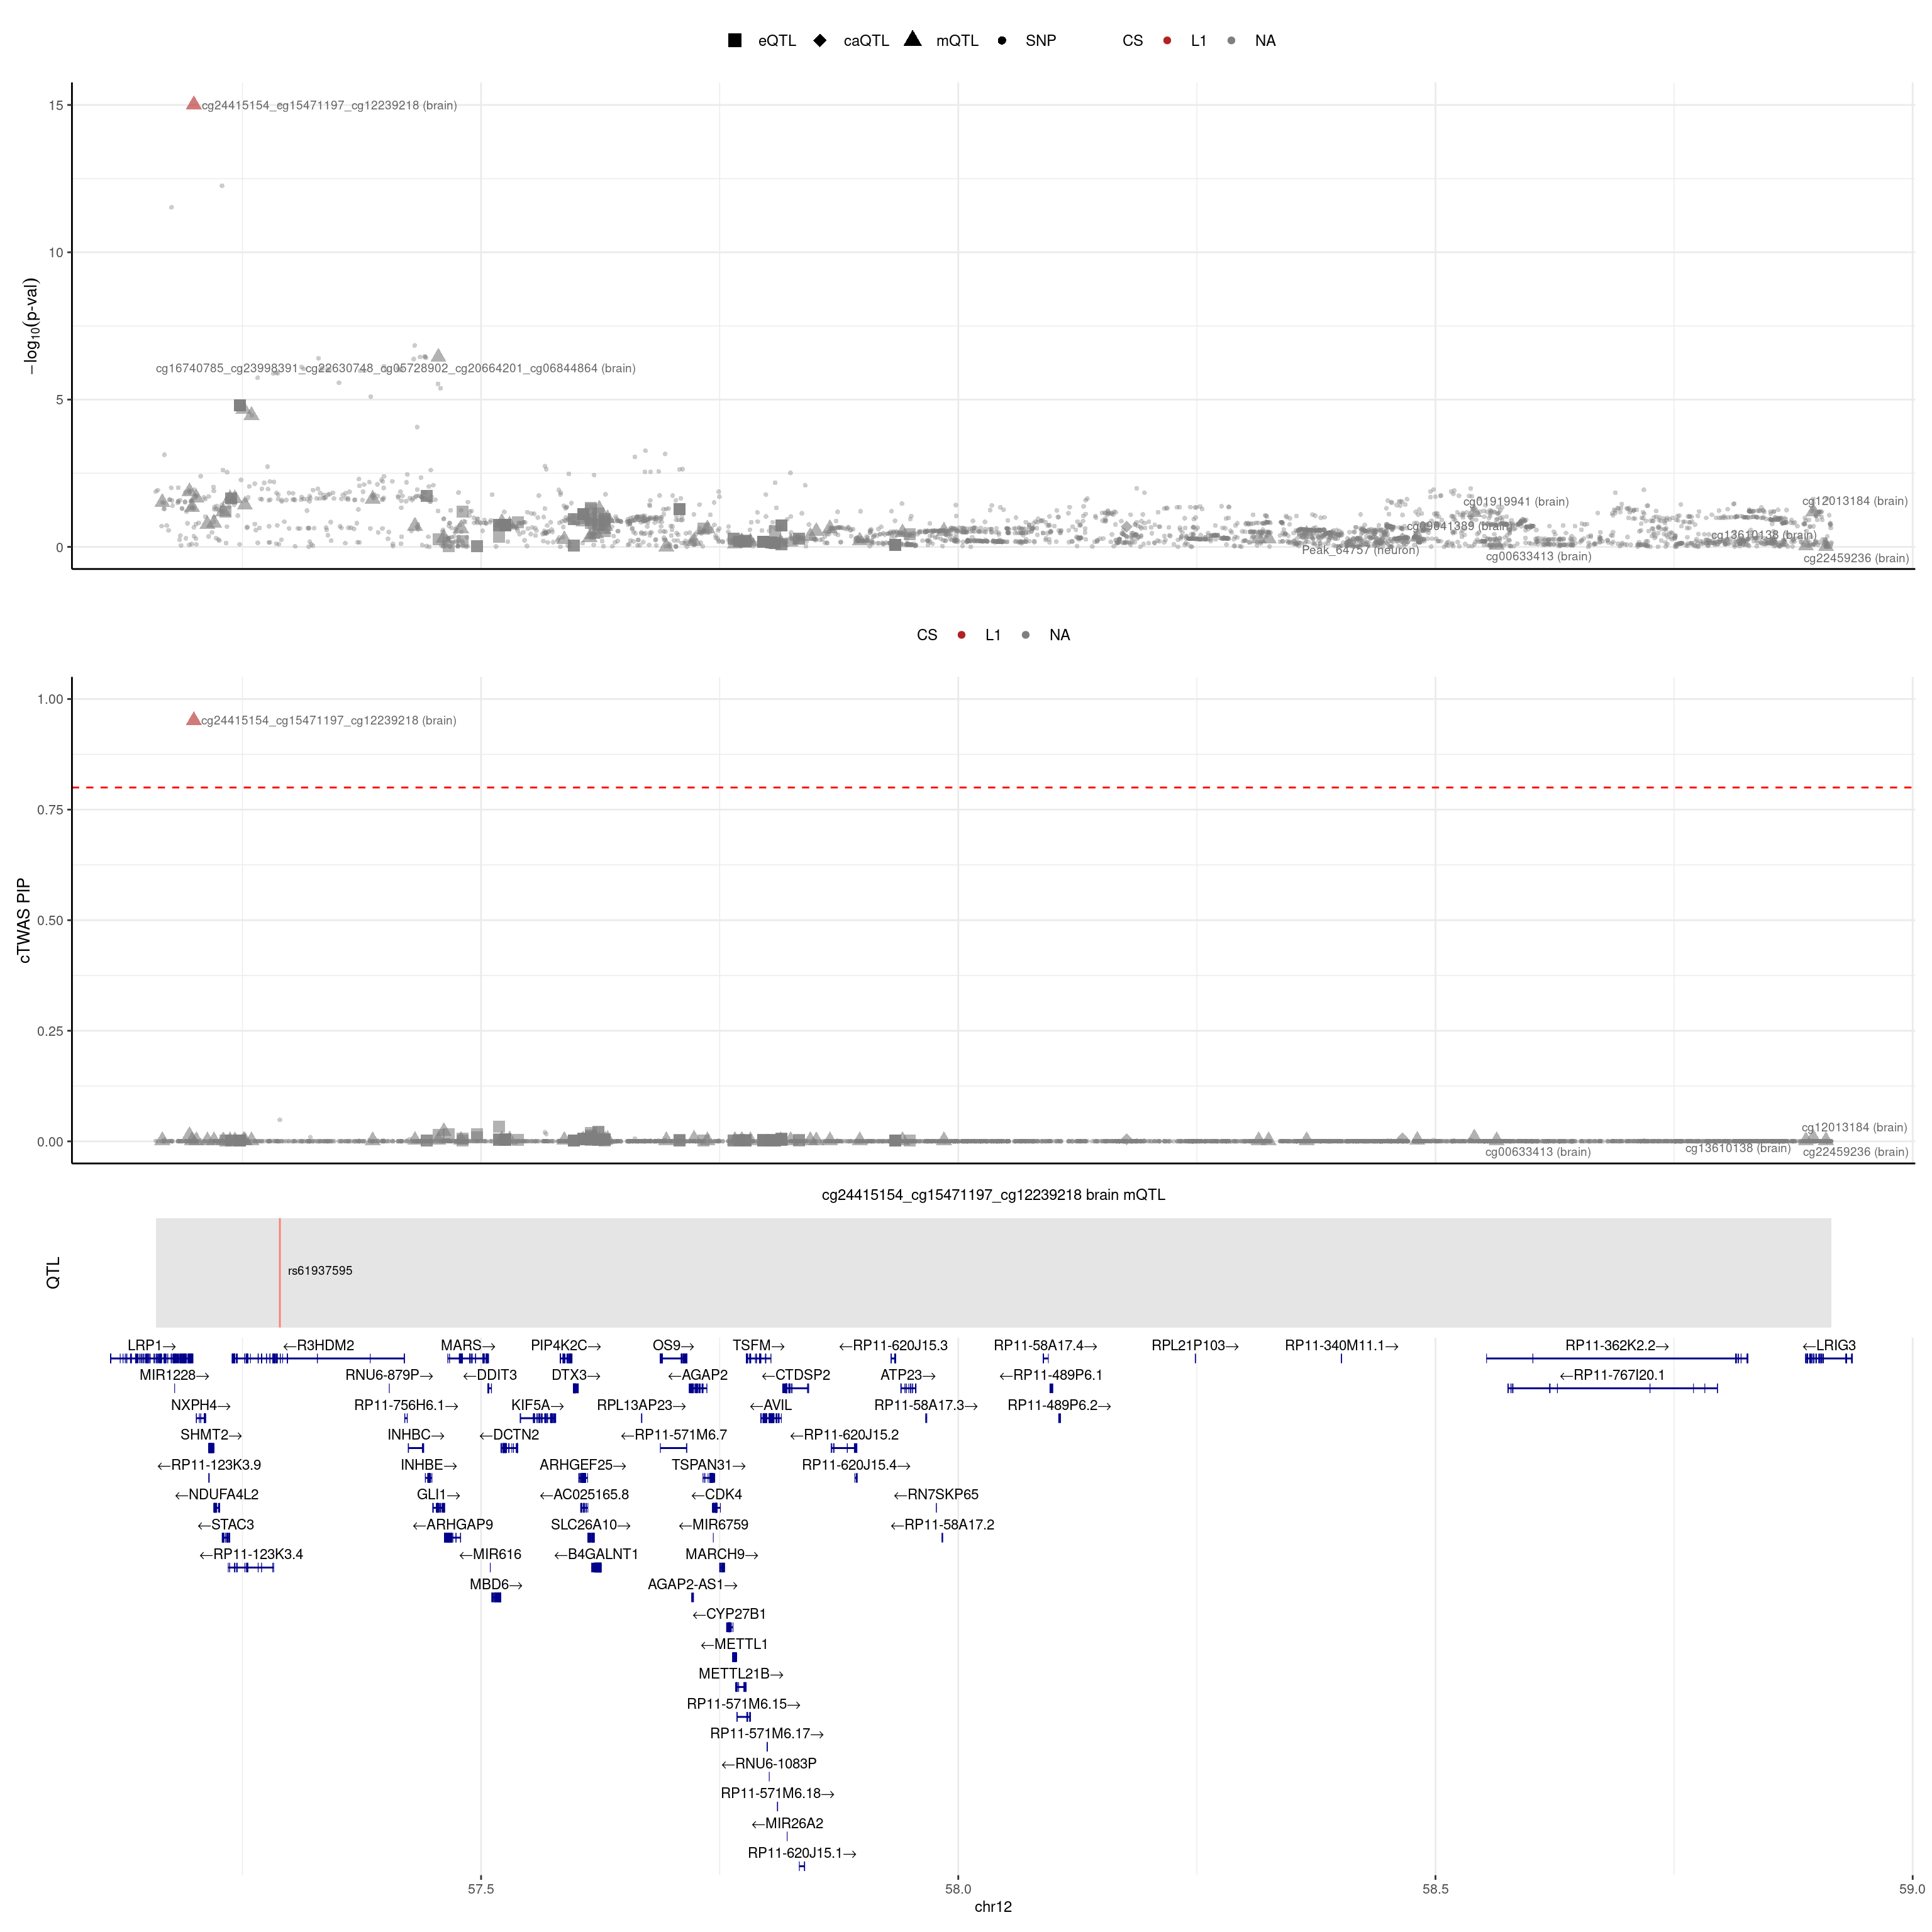 eQTL caQTL mQTL SNP CS L1 NA
15
cg24415154_cg15471197_cg12239218 (brain)
10
−log10(p-val)
cg16740785_cg23998391_cg22630748_cg05728902_cg20664201_cg06844864 (brain)
5
cg01919941 (brain)
cg12013184 (brain)
cg09041389 (brain)
cg13610138 (brain)
0
Peak_64757 (neuron)
cg00633413 (brain)
cg22459236 (brain)
CS L1 NA
1.00
cg24415154_cg15471197_cg12239218 (brain)
0.75
cTWAS PIP
0.50
0.25
cg12013184 (brain)
0.00
cg00633413 (brain)
cg13610138 (brain)
cg22459236 (brain)
cg24415154_cg15471197_cg12239218 brain mQTL
QTL
rs61937595
LRP1→ ←R3HDM2 MARS→ PIP4K2C→ OS9→ TSFM→ ←RP11-620J15.3 RP11-58A17.4→ RPL21P103→ RP11-340M11.1→ RP11-362K2.2→ ←LRIG3
MIR1228→ RNU6-879P→ ←DDIT3 DTX3→ ←AGAP2 ←CTDSP2 ATP23→ ←RP11-489P6.1 ←RP11-767I20.1
NXPH4→ RP11-756H6.1→ KIF5A→ RPL13AP23→ ←AVIL RP11-58A17.3→ RP11-489P6.2→
SHMT2→ INHBC→ ←DCTN2 ←RP11-571M6.7 ←RP11-620J15.2
←RP11-123K3.9 INHBE→ ARHGEF25→ TSPAN31→ RP11-620J15.4→
←NDUFA4L2 GLI1→ ←AC025165.8 ←CDK4 ←RN7SKP65
←STAC3 ←ARHGAP9 SLC26A10→ ←MIR6759 ←RP11-58A17.2
←RP11-123K3.4 ←MIR616 ←B4GALNT1 MARCH9→
MBD6→ AGAP2-AS1→
←CYP27B1
←METTL1
METTL21B→
RP11-571M6.15→
RP11-571M6.17→
←RNU6-1083P
RP11-571M6.18→
←MIR26A2
RP11-620J15.1→
57.5 58.0 58.5 59.0
chr12